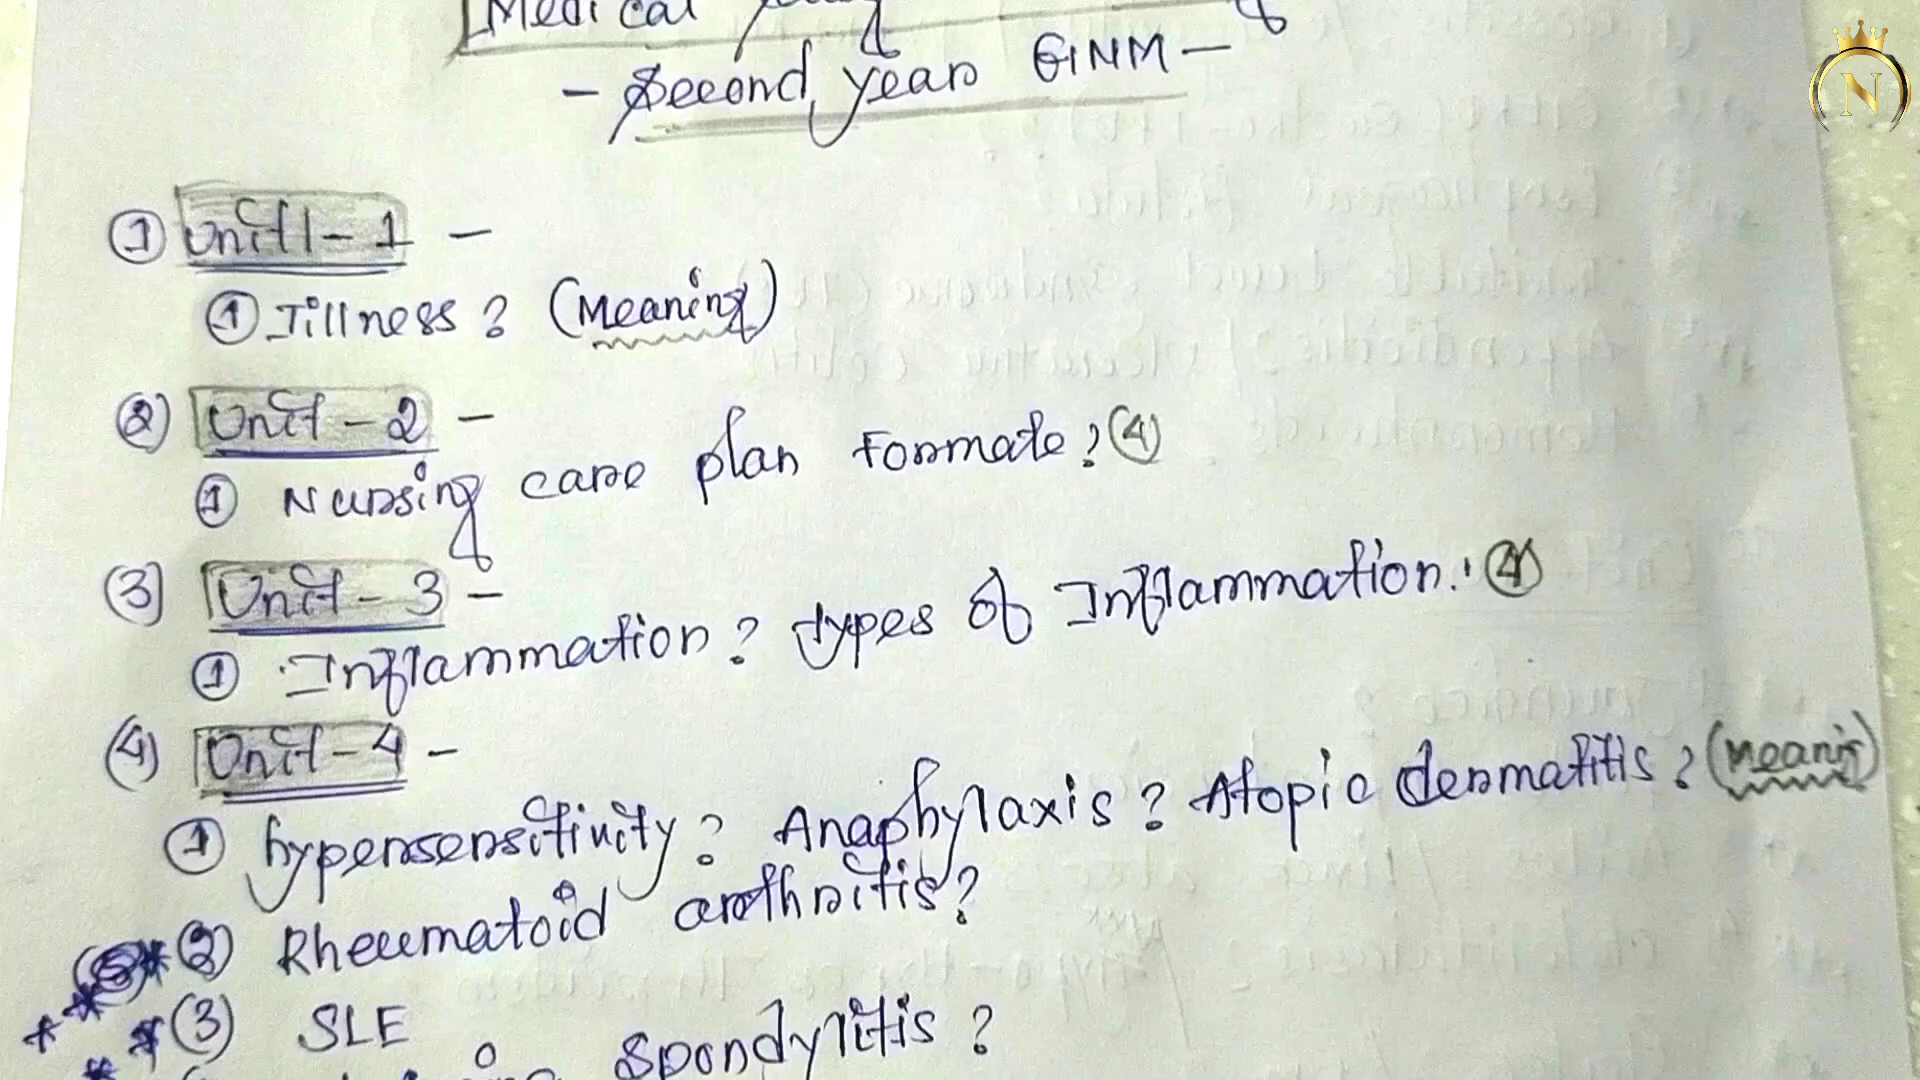 Medical
- Second year GNM -
① Unit - 1 -
① Illness ? (Meaning)
② Unit - 2 -
① Nursing care plan Formate ? ④
③ Unit - 3 -
① Inflammation ? types of Inflammation. ④
④ Unit - 4 -
① hypersensitivity ? Anaphylaxis ? Atopic dermatitis ? (Meanig)
② Rheumatoid arthritis ?
③ SLE
Spondylitis ?
N